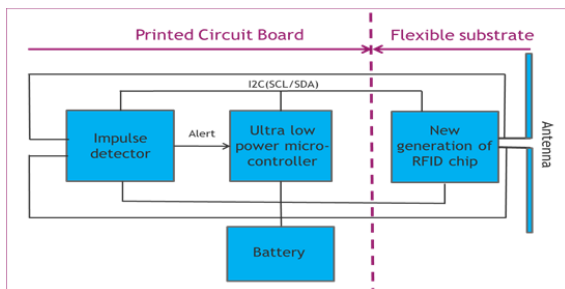 Printed Circuit Board
Flexible substrate
I2C(SCL/SDA)
Impulse
detector
Alert
Ultra low
power micro-
controller
New
generation of
RFID chip
Antenna
Battery